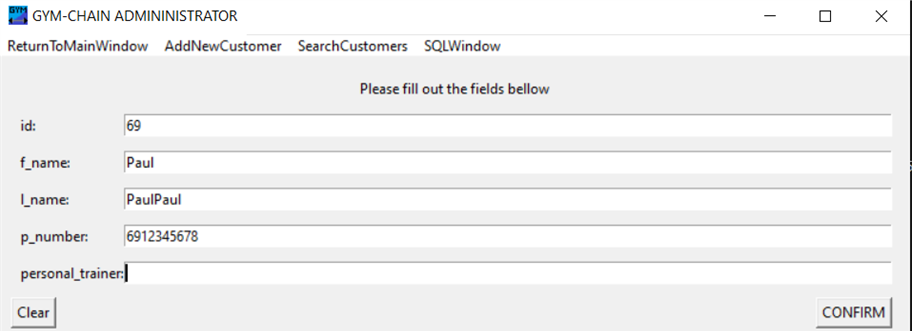 GYM
GYM-CHAIN ADMININISTRATOR
ReturnToMainWindow AddNewCustomer SearchCustomers SQLWindow
Please fill out the fields bellow
id: 69
f_name: Paul
l_name: PaulPaul
p_number: 6912345678
personal_trainer:
Clear CONFIRM